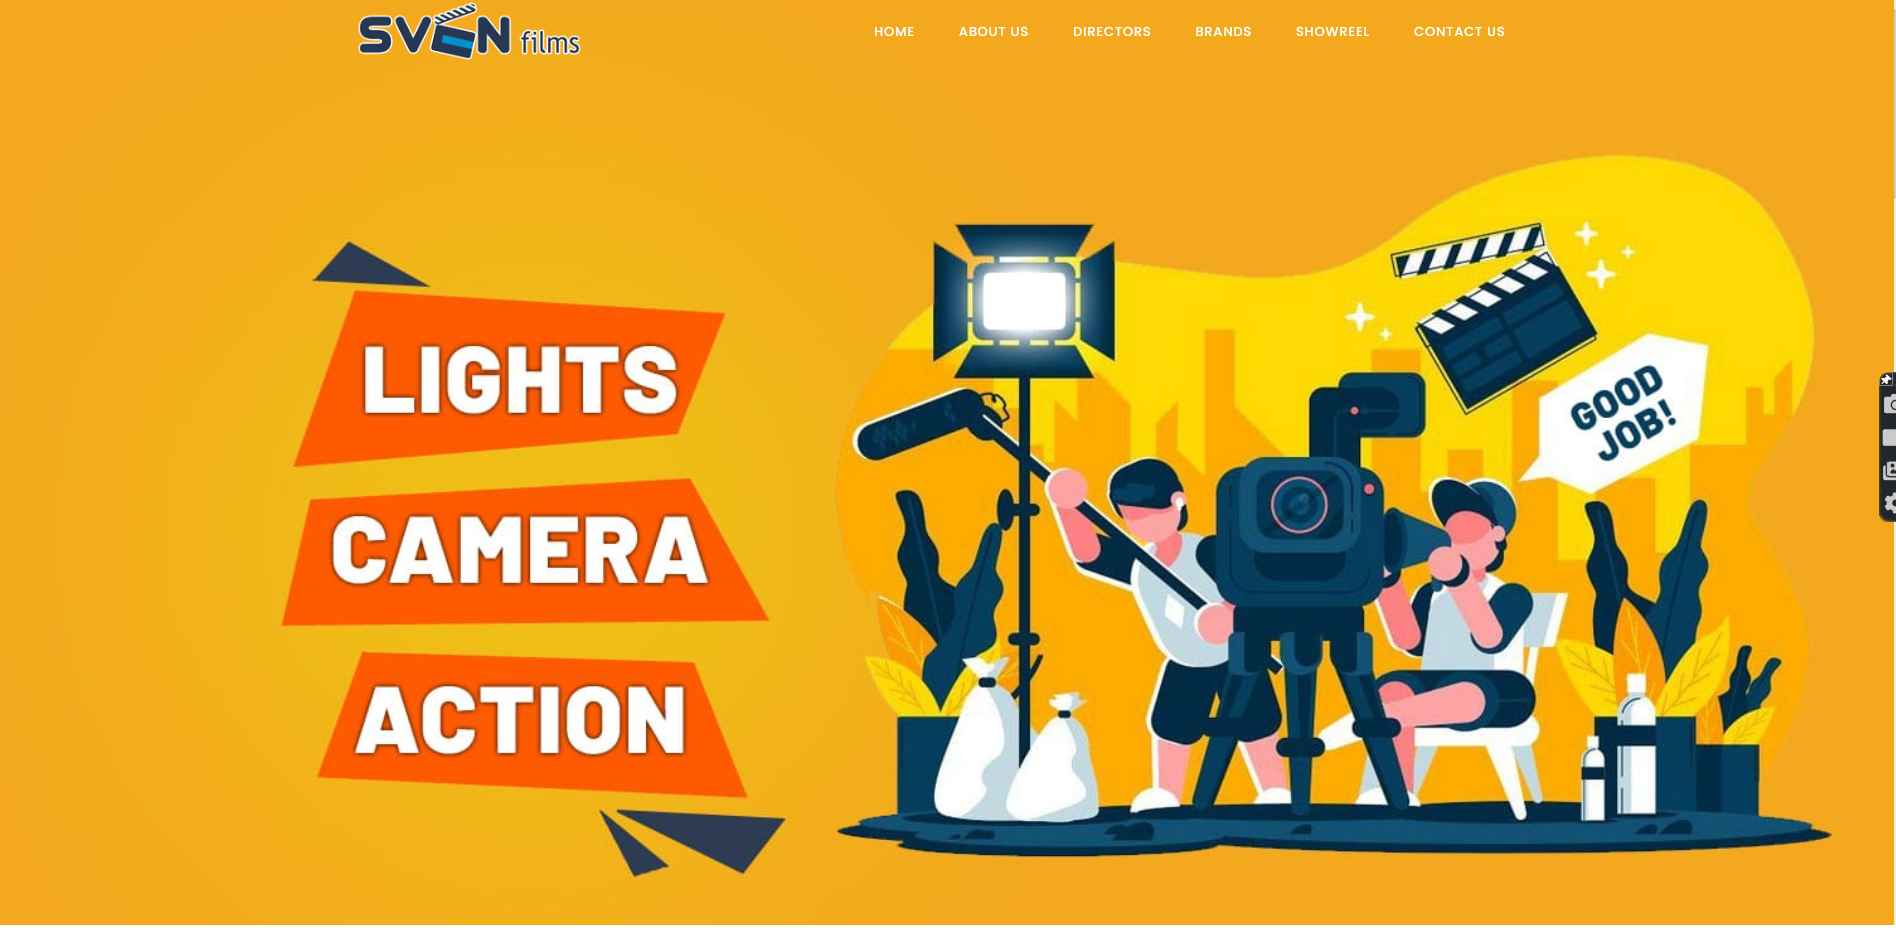 SVEN films
HOME ABOUT US DIRECTORS BRANDS SHOWREEL CONTACT US
LIGHTS
CAMERA
ACTION
GOOD
JOB!